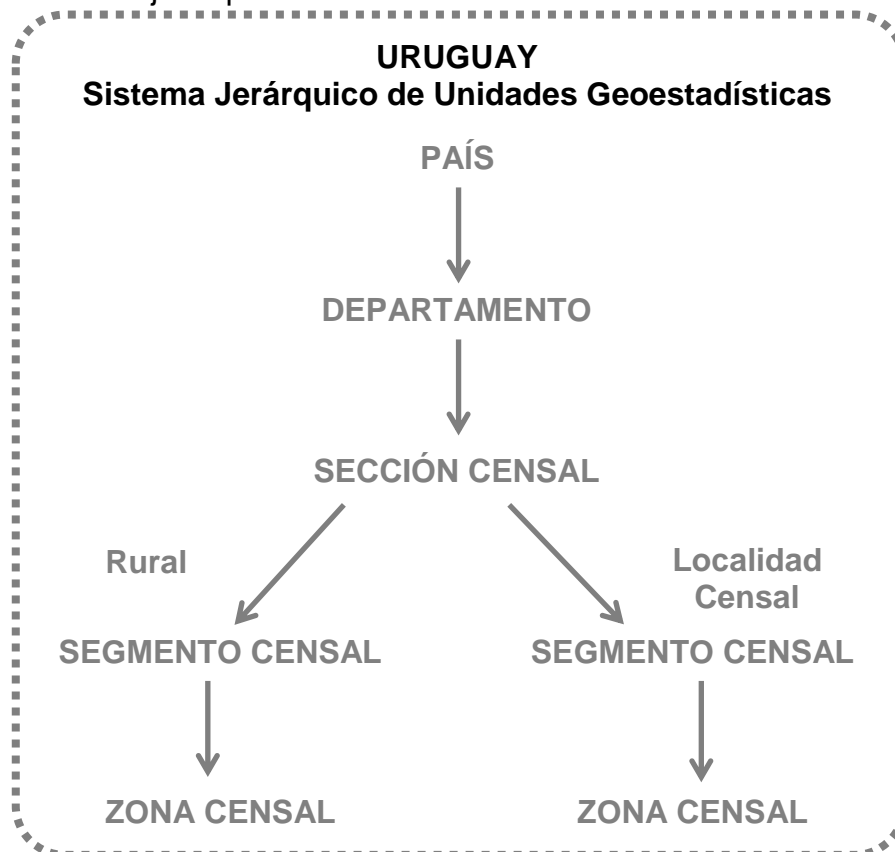 URUGUAY
Sistema Jerárquico de Unidades Geoestadísticas
PAÍS
DEPARTAMENTO
SECCIÓN CENSAL
Rural
Localidad
Censal
SEGMENTO CENSAL
SEGMENTO CENSAL
ZONA CENSAL
ZONA CENSAL